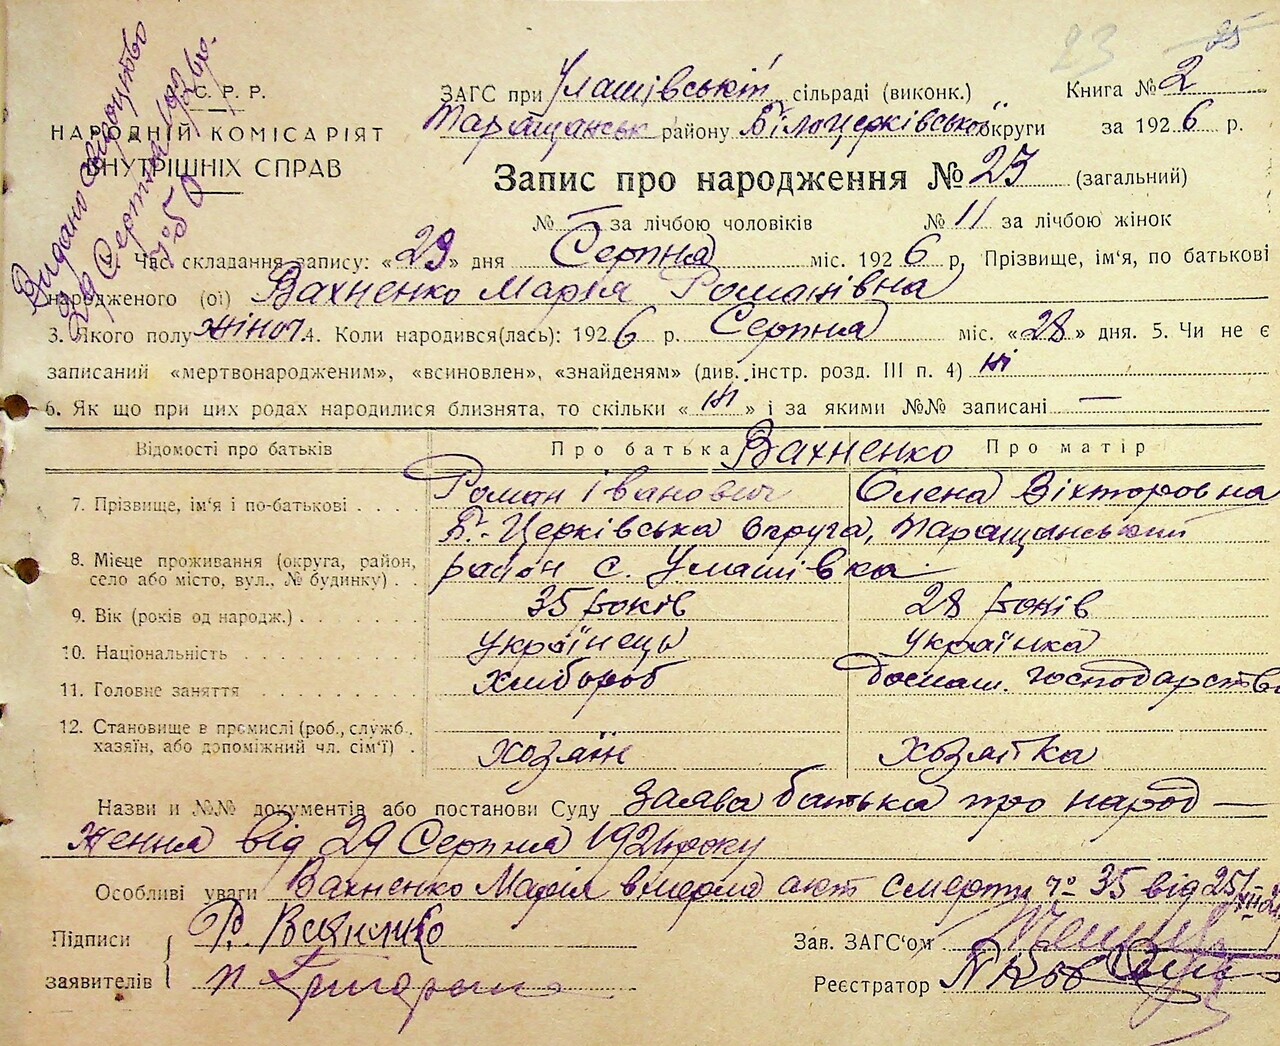 23 25
Видано свідоцтво
29 Серпня 1926 р.
№ 50
С. Р. Р.
НАРОДНІЙ КОМІСАРІЯТ
ВНУТРІШНІХ СПРАВ
ЗАГС при Улашівській сільраді (виконк.) Книга № 2
Таращанськ району Білоцерківської округи за 1926 р.
Запис про народження № 23 (загальний)
№ — за лічбою чоловіків № 11 за лічбою жінок
Час складання запису: «29» дня Серпня міс. 1926 р. Прізвище, ім'я, по батькові
народженого (ої) Вахненко Марія Романівна
3. Якого полу жіноч. 4. Коли народився(лась): 1926 р. Серпня міс. «28» дня. 5. Чи не є
записаний «мертвонародженим», «всиновлен», «знайденям» (див. інстр. розд. III п. 4) ні
6. Як що при цих родах народилися близнята, то скільки « ні » і за якими №№ записані —
Відомості про батьків Про батька Вахненко Про матір
7. Прізвище, ім'я і по-батькові Роман Іванович Олена Вікторовна
8. Місце проживання (округа, район, село або місто, вул., № будинку) Б.-Церківська округа, Таращанський
район с. Улашівка
9. Вік (років од народж.) 35 років 28 років
10. Національність Українець Українка
11. Головне заняття Хлибороб Домаш. господарство
12. Становище в промислі (роб., служб.,
хазяїн, або допоміжний чл. сім'ї) хозяїн хозяйка
Назви и №№ документів або постанови Суду Заява батька про народ—
ження від 29 Серпня 1926 року
Особливі уваги Вахненко Марія вмерла акт смерти № 35 від 25/
Підписи Р. Вахненко Зав. ЗАГС'ом
заявителів Реєстратор